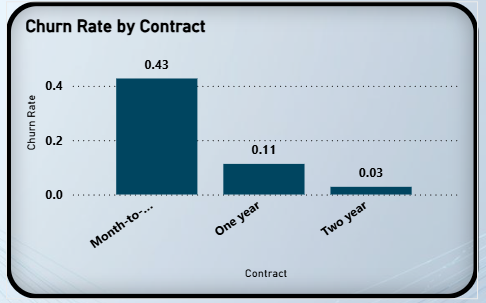 Churn Rate by Contract
0.43
0.4
0.11
0.2
0.03
0.0
Churn Rate
Month-to-...
One year
Two year
Contract